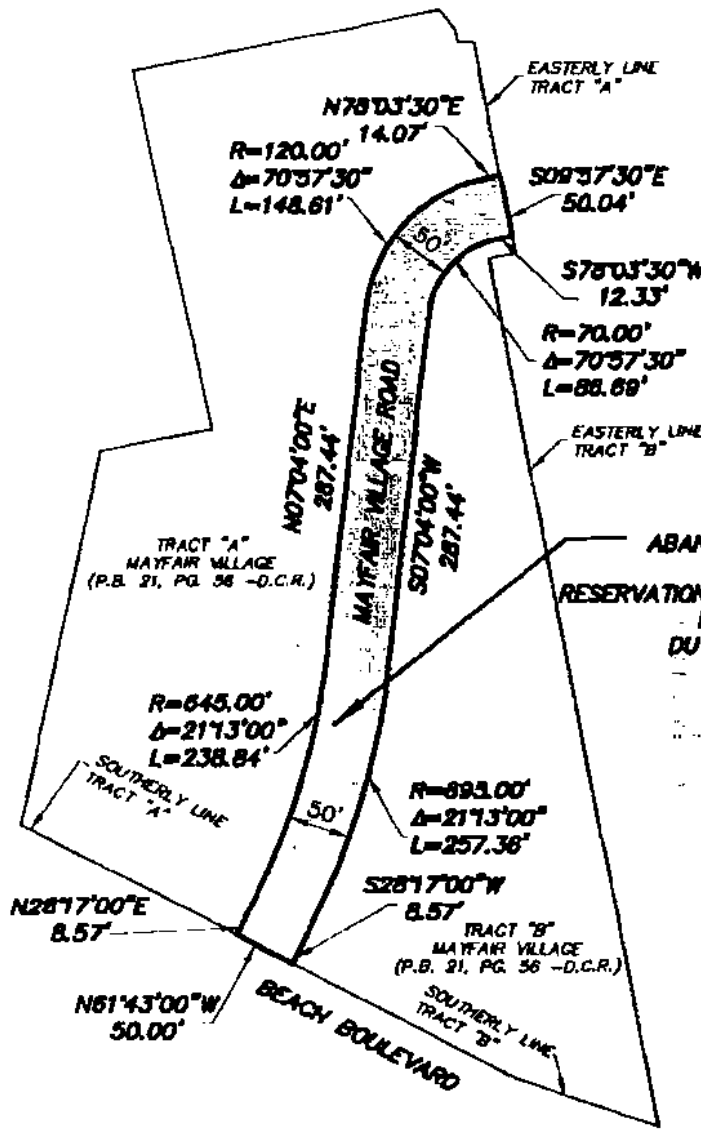 EASTERLY LINE
TRACT "A"
N78°03'30"E
14.07'
R=120.00'
Δ=70°57'30"
L=148.61'
S09°57'30"E
50.04'
50'
S78°03'30"W
12.33'
R=70.00'
Δ=70°57'30"
L=86.69'
EASTERLY LINE
TRACT "B"
N07°04'00"E
287.44'
MAYFAIR VILLAGE ROAD
S07°04'00"W
287.44'
TRACT "A"
MAYFAIR VILLAGE
(P.B. 21, PG. 56 -D.C.R.)
ABAN
RESERVATION
DU
R=645.00'
Δ=21°13'00"
L=238.84'
SOUTHERLY LINE
TRACT "A"
R=695.00'
Δ=21°13'00"
L=257.36'
50'
N28°17'00"E
8.57'
S28°17'00"W
8.57'
TRACT "B"
MAYFAIR VILLAGE
(P.B. 21, PG. 56 -D.C.R.)
N61°43'00"W
50.00'
BEACH BOULEVARD
SOUTHERLY LINE
TRACT "B"